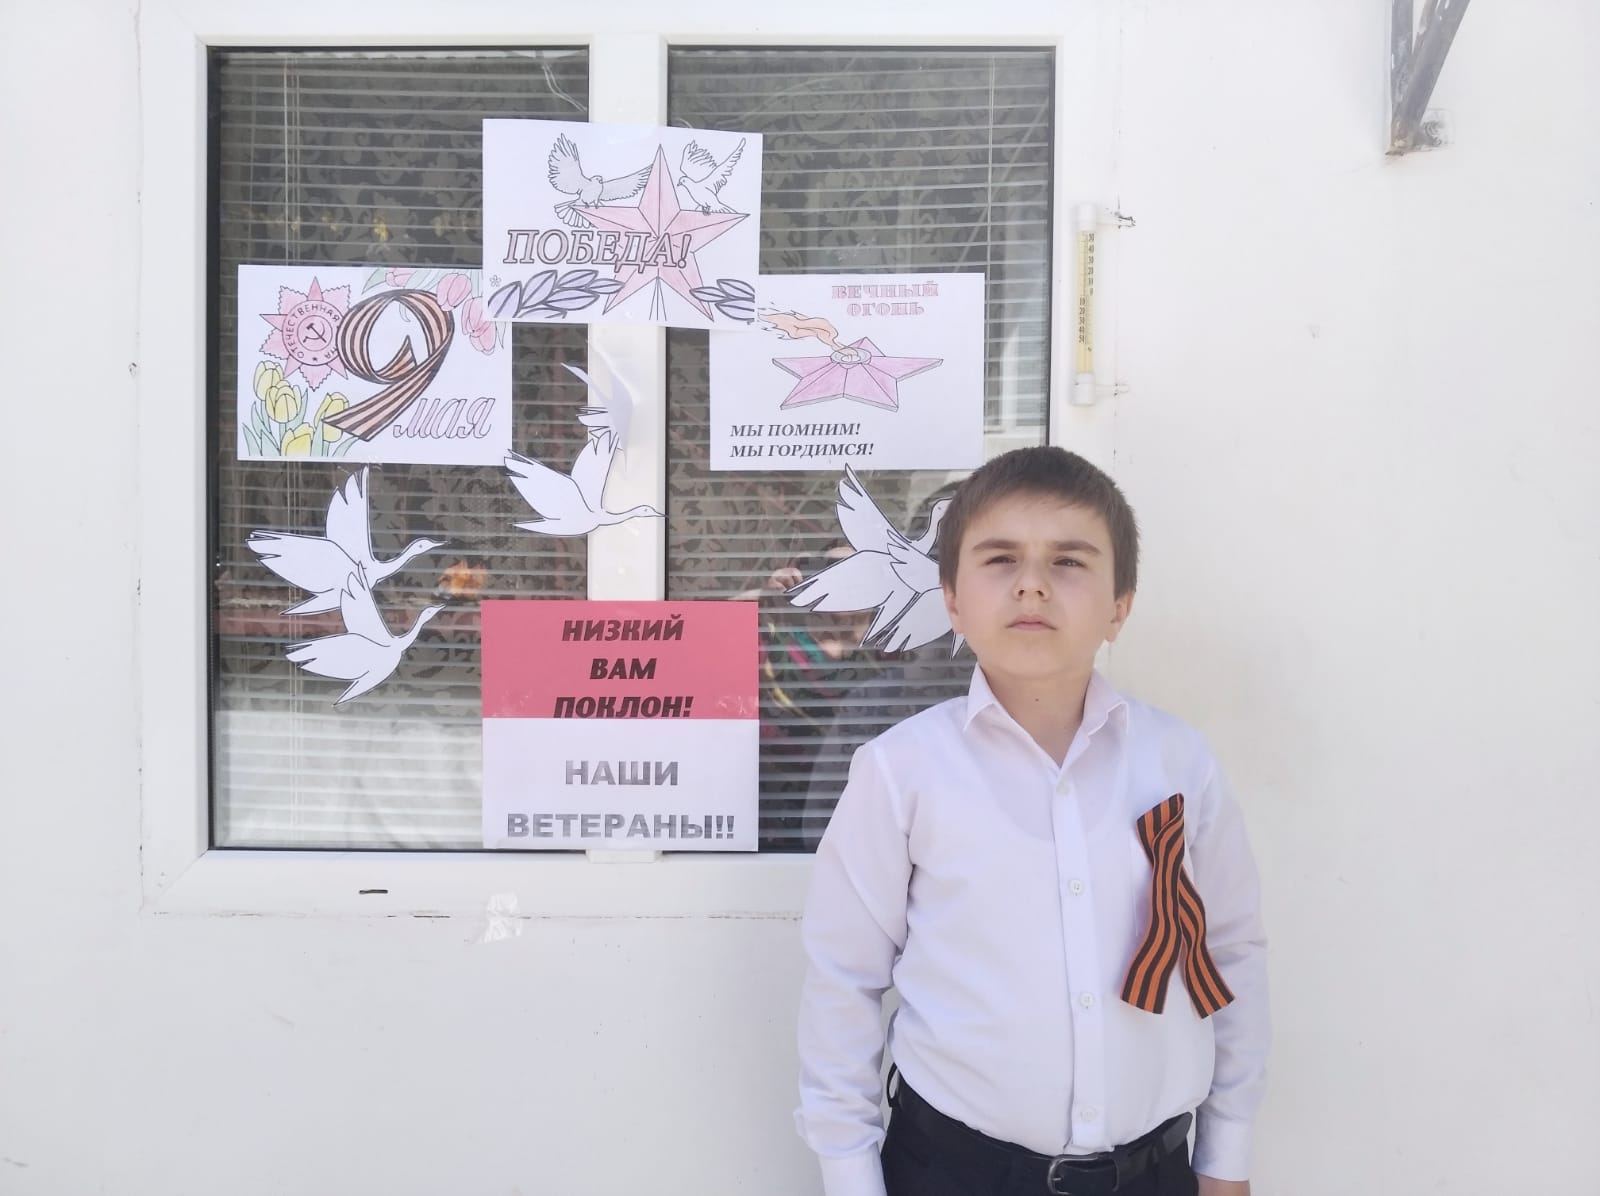 ПОБЕДА!
ОТЕЧЕСТВЕННАЯ
9
мая
ВЕЧНЫЙ
ОГОНЬ
МЫ ПОМНИМ!
МЫ ГОРДИМСЯ!
НИЗКИЙ
ВАМ
ПОКЛОН!
НАШИ
ВЕТЕРАНЫ!!